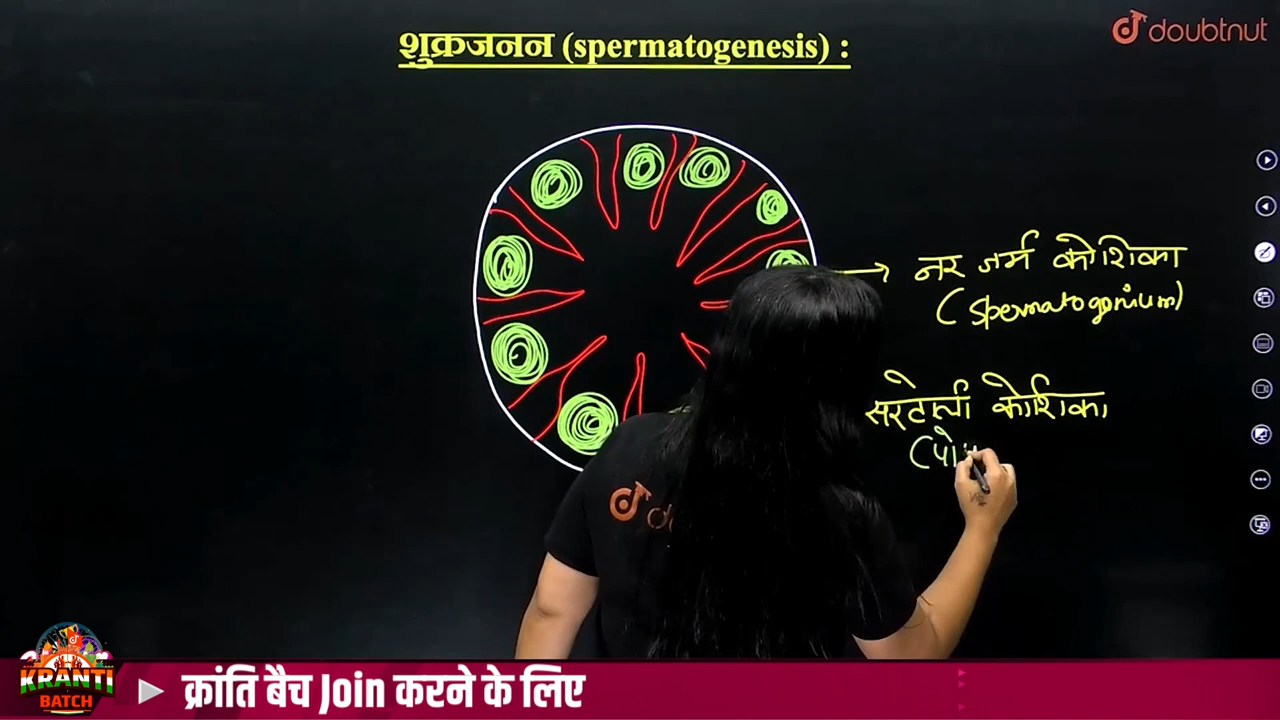 शुक्रजनन (spermatogenesis) :
doubtnut
नर जर्म कोशिका
(Spermatogonium)
सरटोली कोशिका
KRANTI
BATCH
क्रांति बैच Join करने के लिए